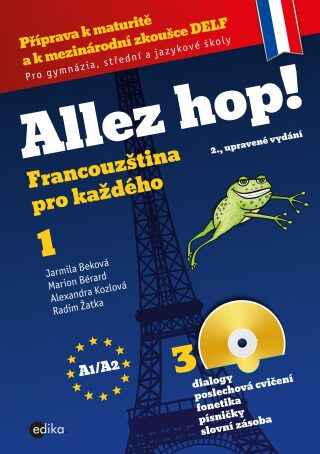 Příprava k maturitě
a k mezinárodní zkoušce DELF
Pro gymnázia, střední a jazykové školy
Allez hop!
2., upravené vydání
Francouzština
pro každého
1
Jarmila Beková
Marion Bérard
Alexandra Kozlová
Radim Žatka
A1/A2
3
dialogy
poslechová cvičení
fonetika
písničky
slovní zásoba
edika